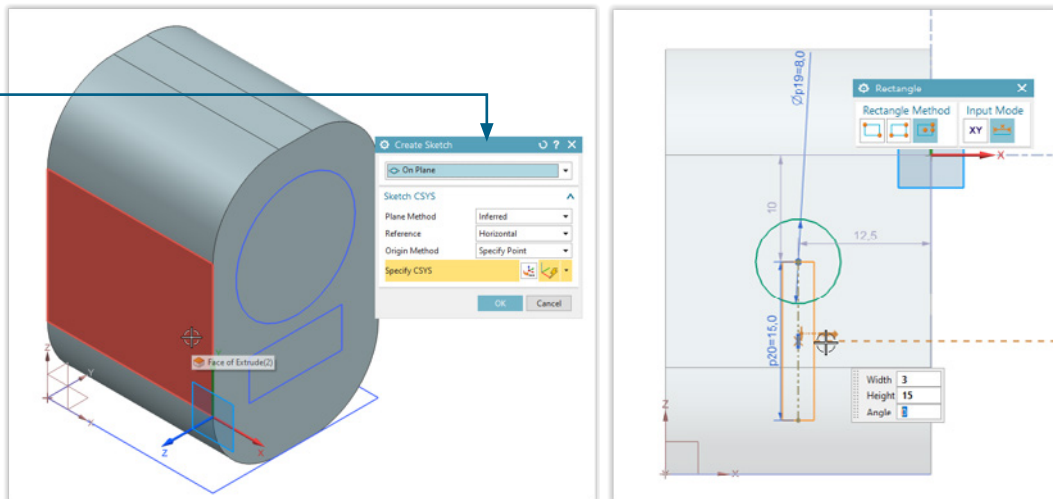 Create Sketch
On Plane
Sketch CSYS
Plane Method Inferred
Reference Horizontal
Origin Method Specify Point
Specify CSYS
OK Cancel
Face of Extrude(2)
Z
Y
X
Y
Z
X
Øp19=8,0
Rectangle
Rectangle Method Input Mode
XY
X
10
12,5
p20=15,0
Width 3
Height 15
Angle 0
Z
Y
X